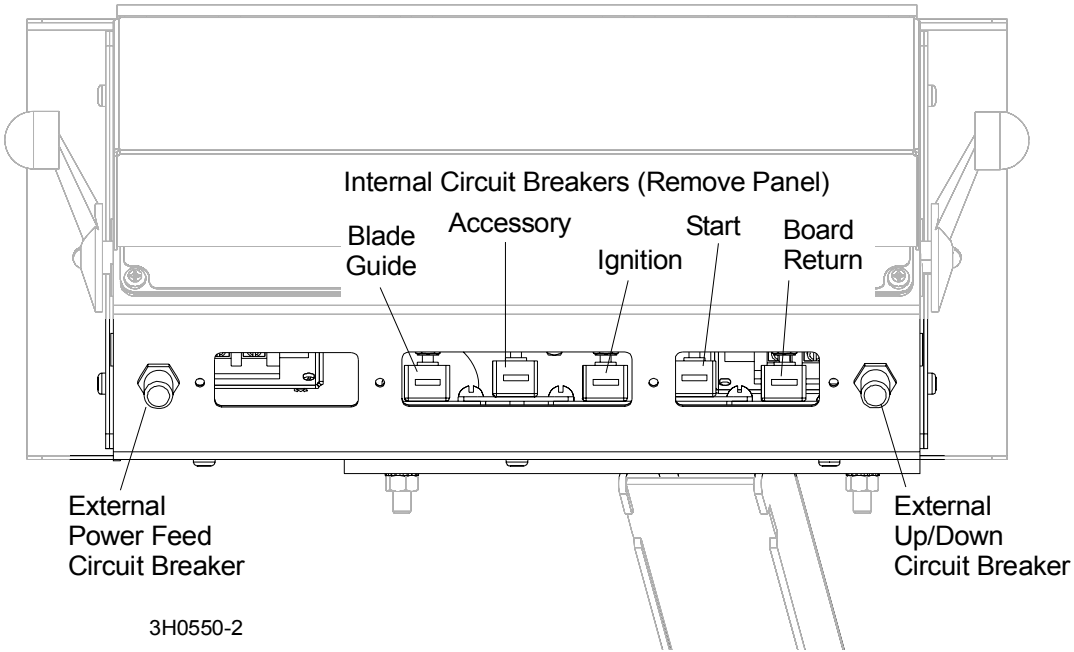 Internal Circuit Breakers (Remove Panel)
Blade
Guide
Accessory
Ignition
Start
Board
Return
External
Power Feed
Circuit Breaker
External
Up/Down
Circuit Breaker
3H0550-2